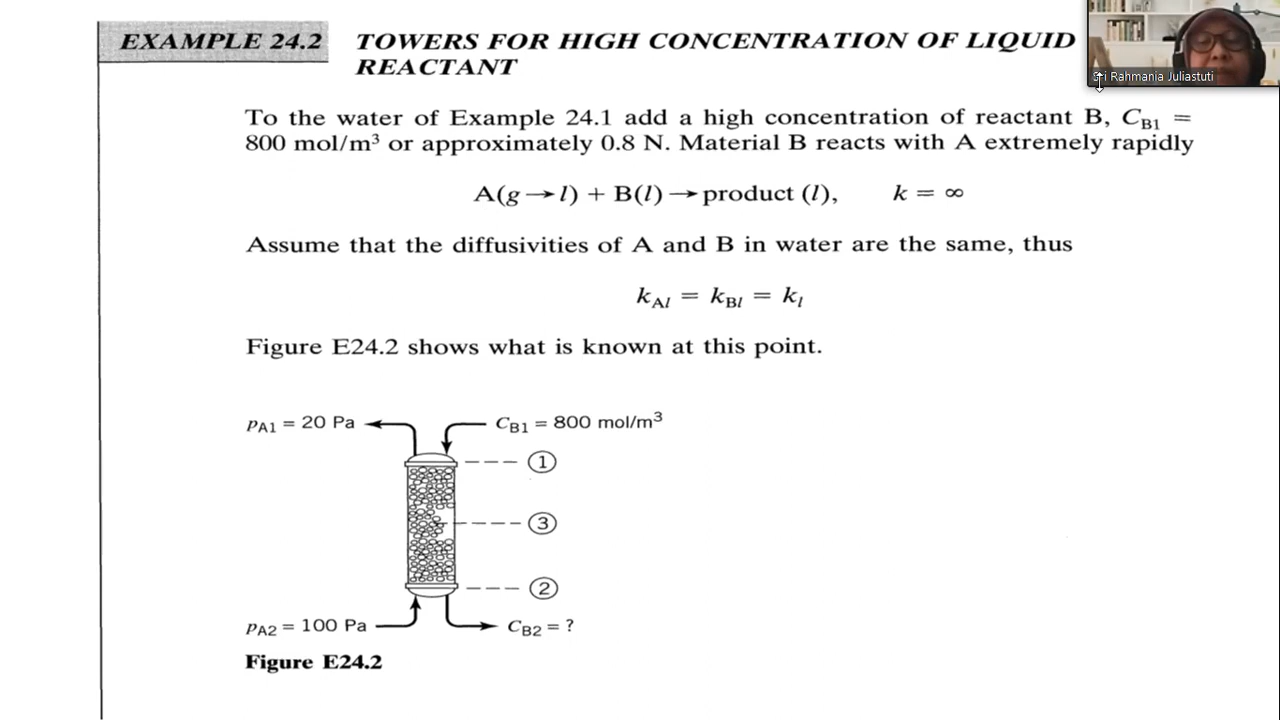 EXAMPLE 24.2
TOWERS FOR HIGH CONCENTRATION OF LIQUID
REACTANT
Rahmania Juliastuti
To the water of Example 24.1 add a high concentration of reactant B, C_B1 =
800 mol/m³ or approximately 0.8 N. Material B reacts with A extremely rapidly
A(g → l) + B(l) → product (l), k = ∞
Assume that the diffusivities of A and B in water are the same, thus
k_Al = k_Bl = k_l
Figure E24.2 shows what is known at this point.
p_A1 = 20 Pa
C_B1 = 800 mol/m³
1
3
2
p_A2 = 100 Pa
C_B2 = ?
Figure E24.2